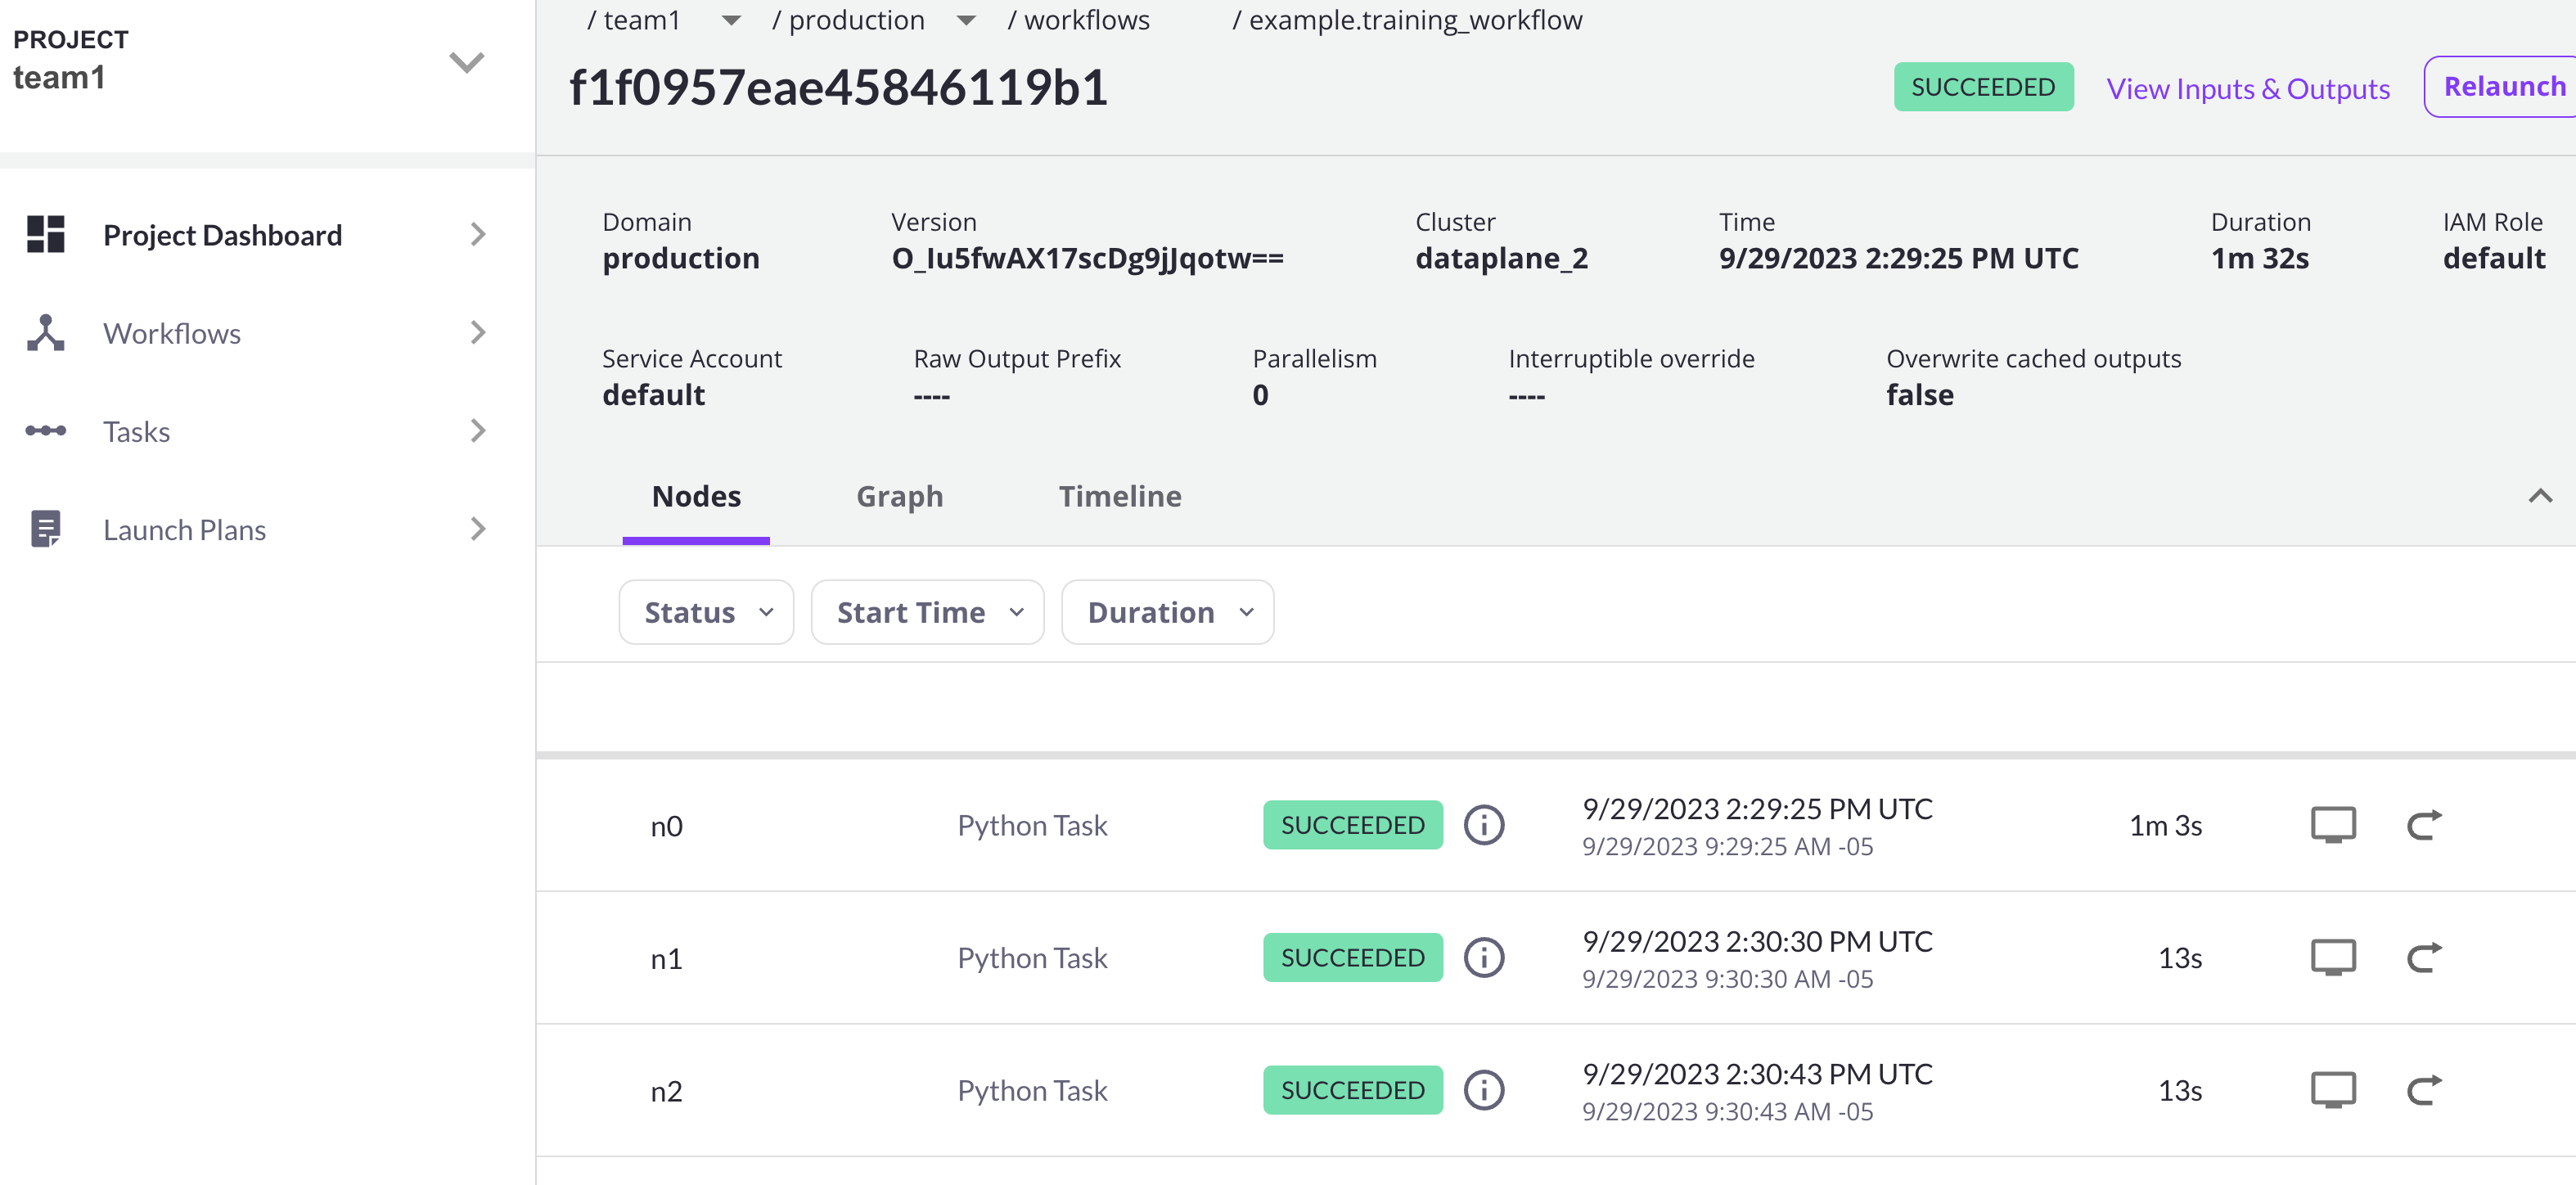 PROJECT
team1
Project Dashboard
Workflows
Tasks
Launch Plans
/ team1 / production / workflows / example.training_workflow
f1f0957eae45846119b1
SUCCEEDED View Inputs & Outputs Relaunch
Domain Version Cluster Time Duration IAM Role
production O_Iu5fwAX17scDg9jJqotw== dataplane_2 9/29/2023 2:29:25 PM UTC 1m 32s default
Service Account Raw Output Prefix Parallelism Interruptible override Overwrite cached outputs
default ---- 0 ---- false
Nodes Graph Timeline
Status Start Time Duration
n0 Python Task SUCCEEDED 9/29/2023 2:29:25 PM UTC 1m 3s
9/29/2023 9:29:25 AM -05
n1 Python Task SUCCEEDED 9/29/2023 2:30:30 PM UTC 13s
9/29/2023 9:30:30 AM -05
n2 Python Task SUCCEEDED 9/29/2023 2:30:43 PM UTC 13s
9/29/2023 9:30:43 AM -05